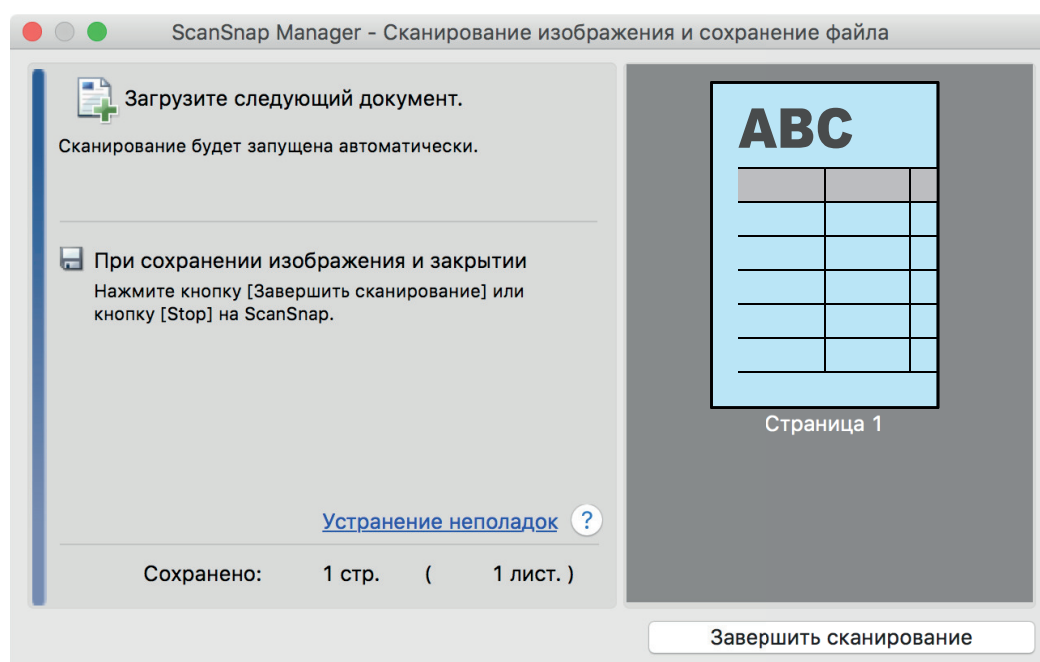 ScanSnap Manager - Сканирование изображения и сохранение файла
Загрузите следующий документ.
Сканирование будет запущена автоматически.
При сохранении изображения и закрытии
Нажмите кнопку [Завершить сканирование] или
кнопку [Stop] на ScanSnap.
Устранение неполадок ?
Сохранено: 1 стр. ( 1 лист. )
ABC
Страница 1
Завершить сканирование